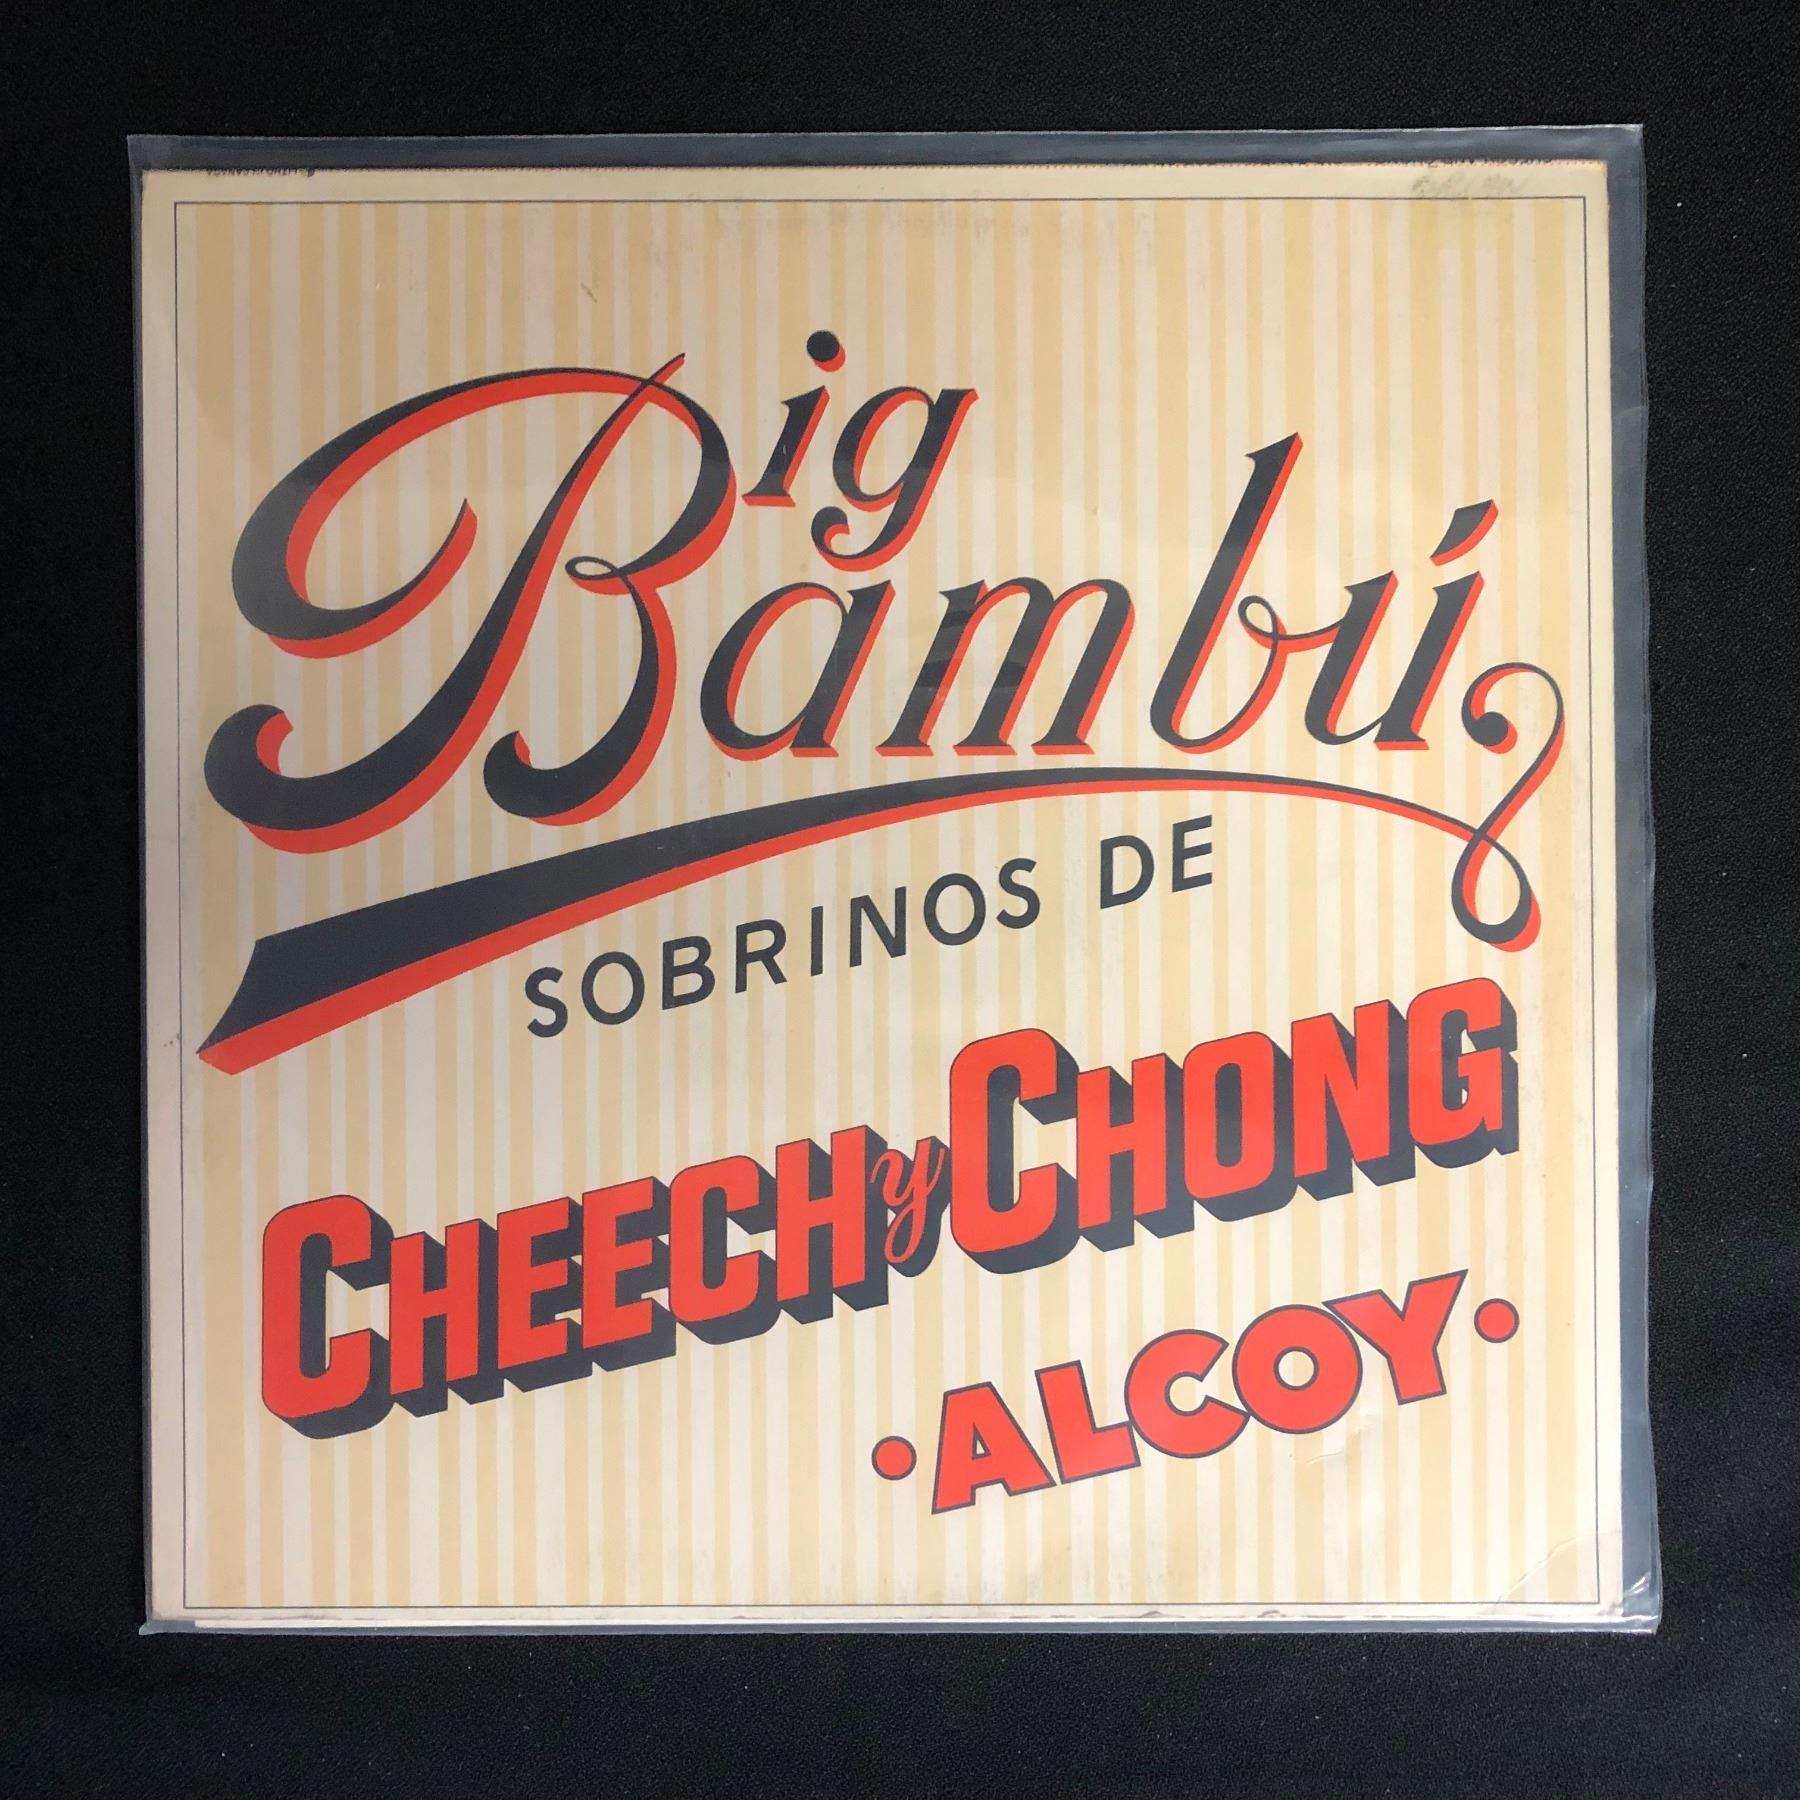 Big
Bambú
SOBRINOS DE
CHEECH y CHONG
• ALCOY •